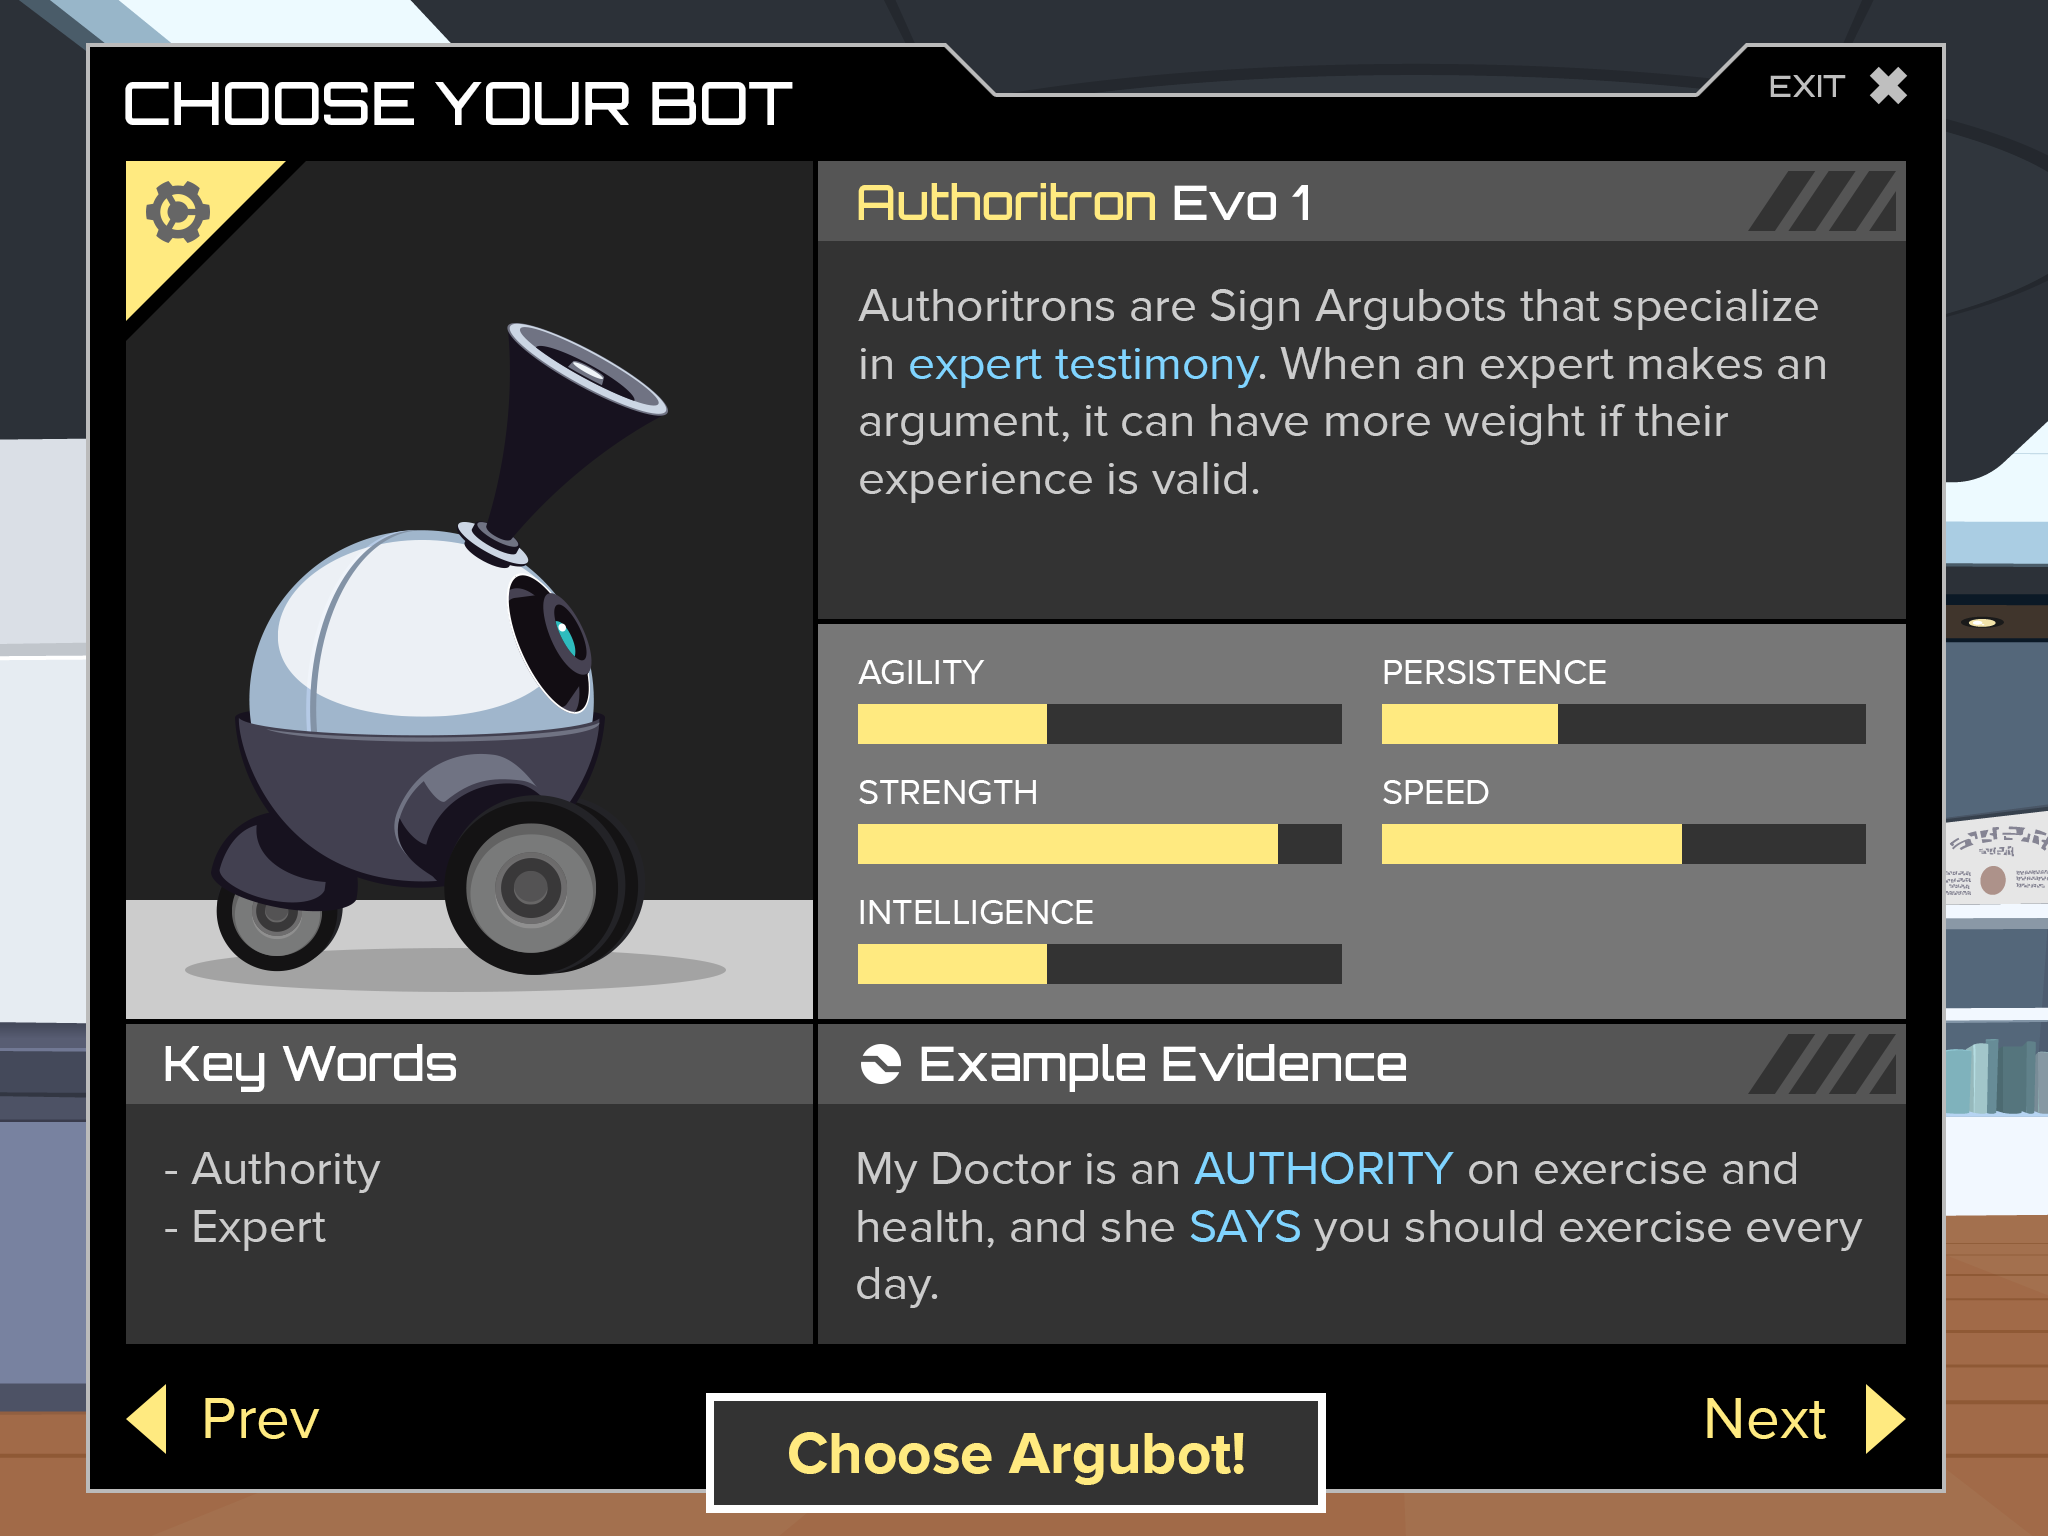 CHOOSE YOUR BOT
EXIT
Authoritron Evo 1
Authoritrons are Sign Argubots that specialize
in expert testimony. When an expert makes an
argument, it can have more weight if their
experience is valid.
AGILITY
PERSISTENCE
STRENGTH
SPEED
INTELLIGENCE
Key Words
- Authority
- Expert
Example Evidence
My Doctor is an AUTHORITY on exercise and
health, and she SAYS you should exercise every
day.
Prev
Choose Argubot!
Next